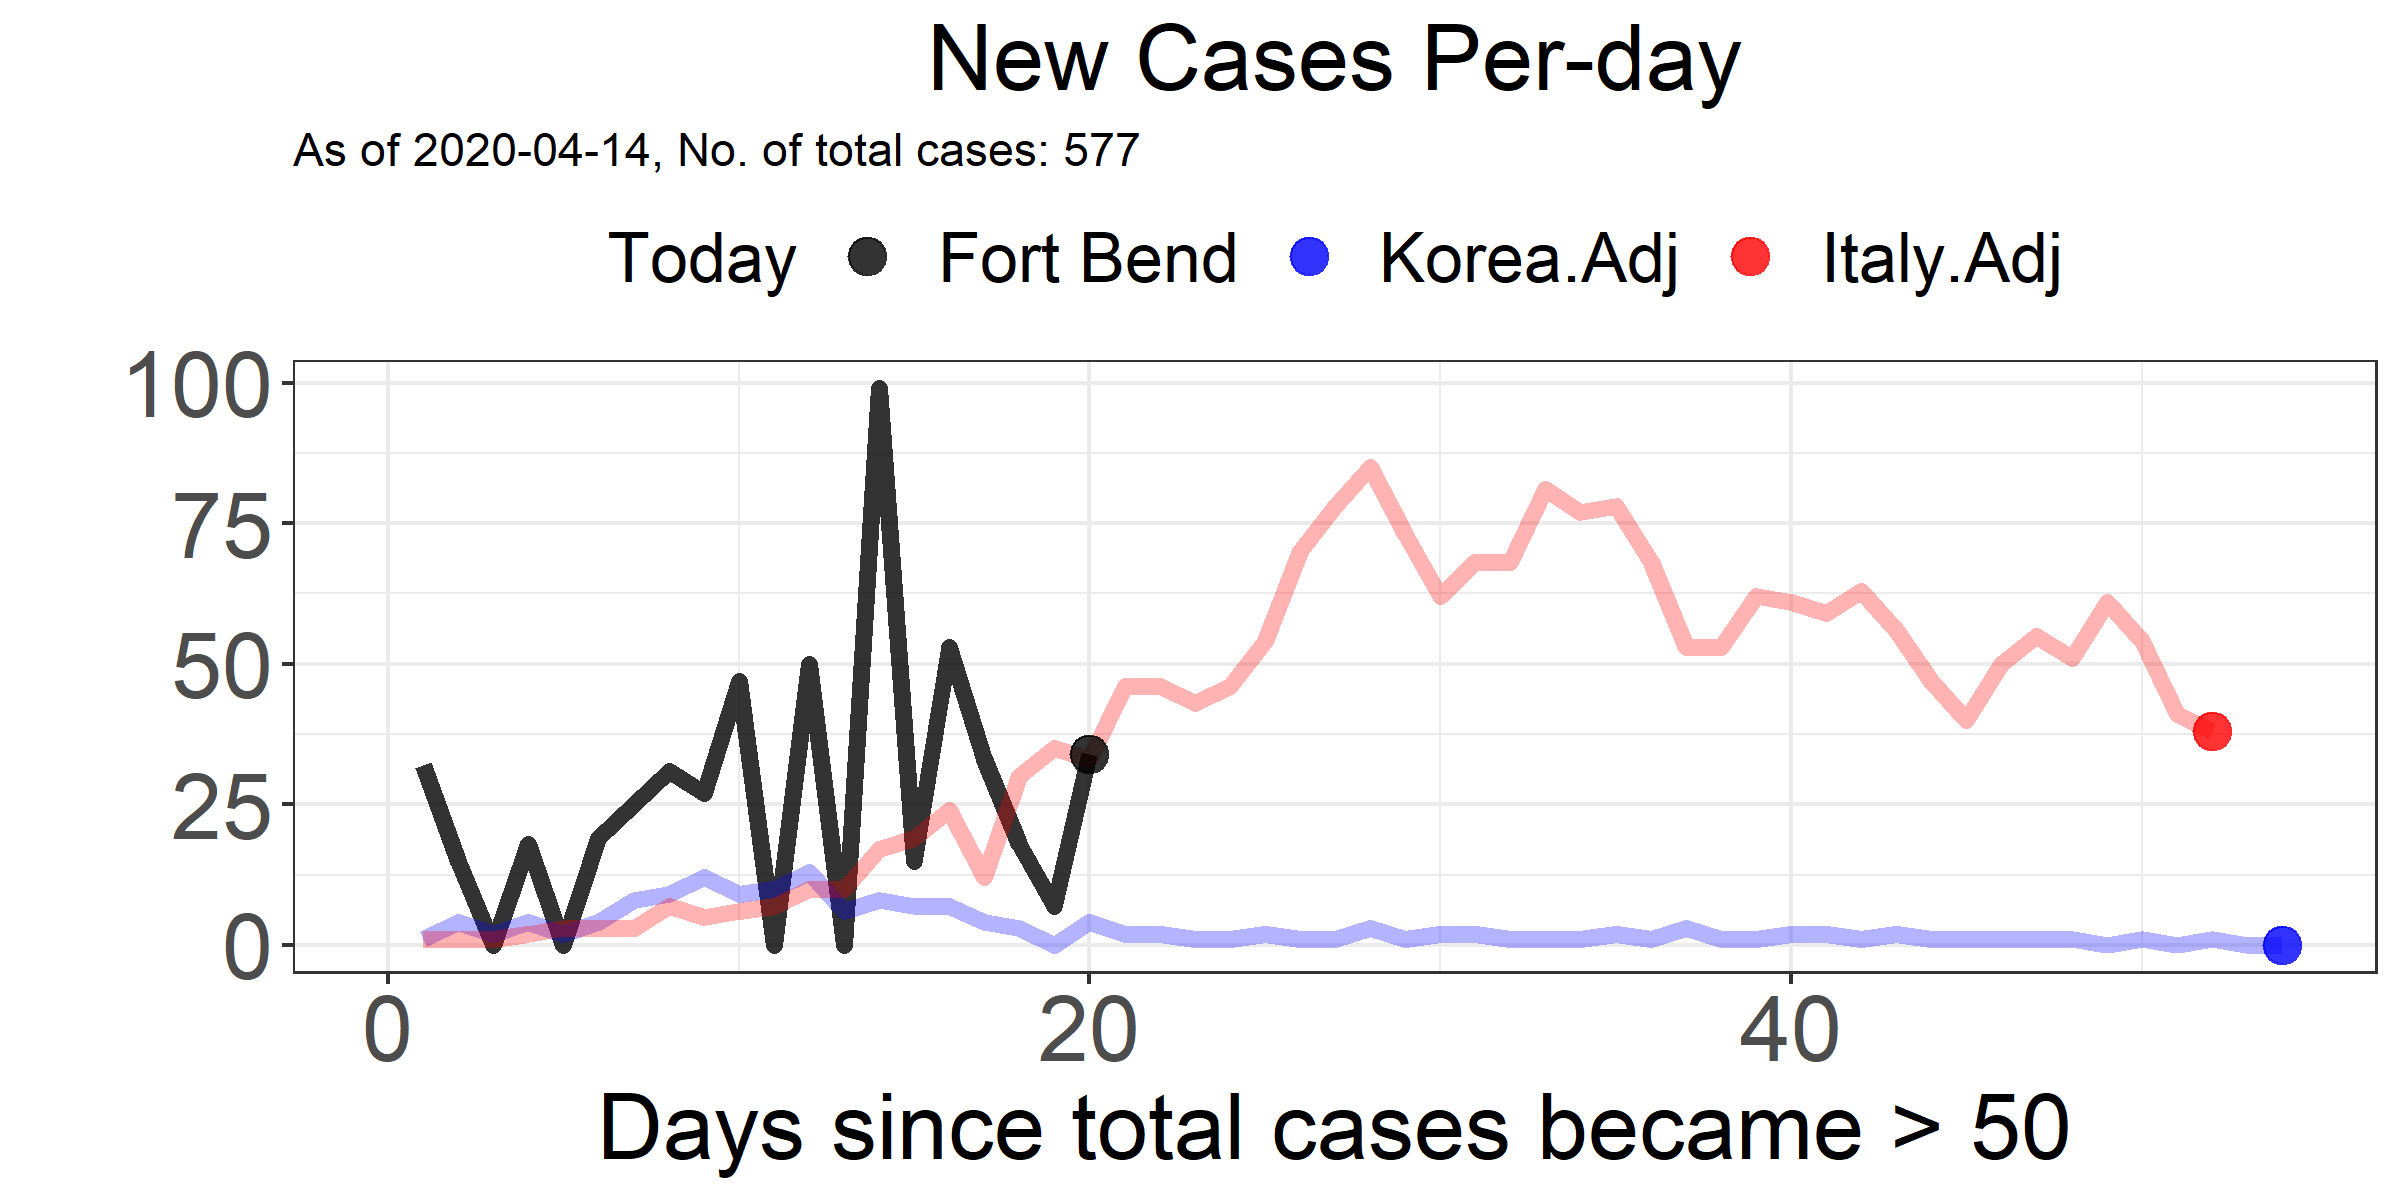 New Cases Per-day
As of 2020-04-14, No. of total cases: 577
Today Fort Bend Korea.Adj Italy.Adj
100
75
50
25
0
0 20 40
Days since total cases became > 50